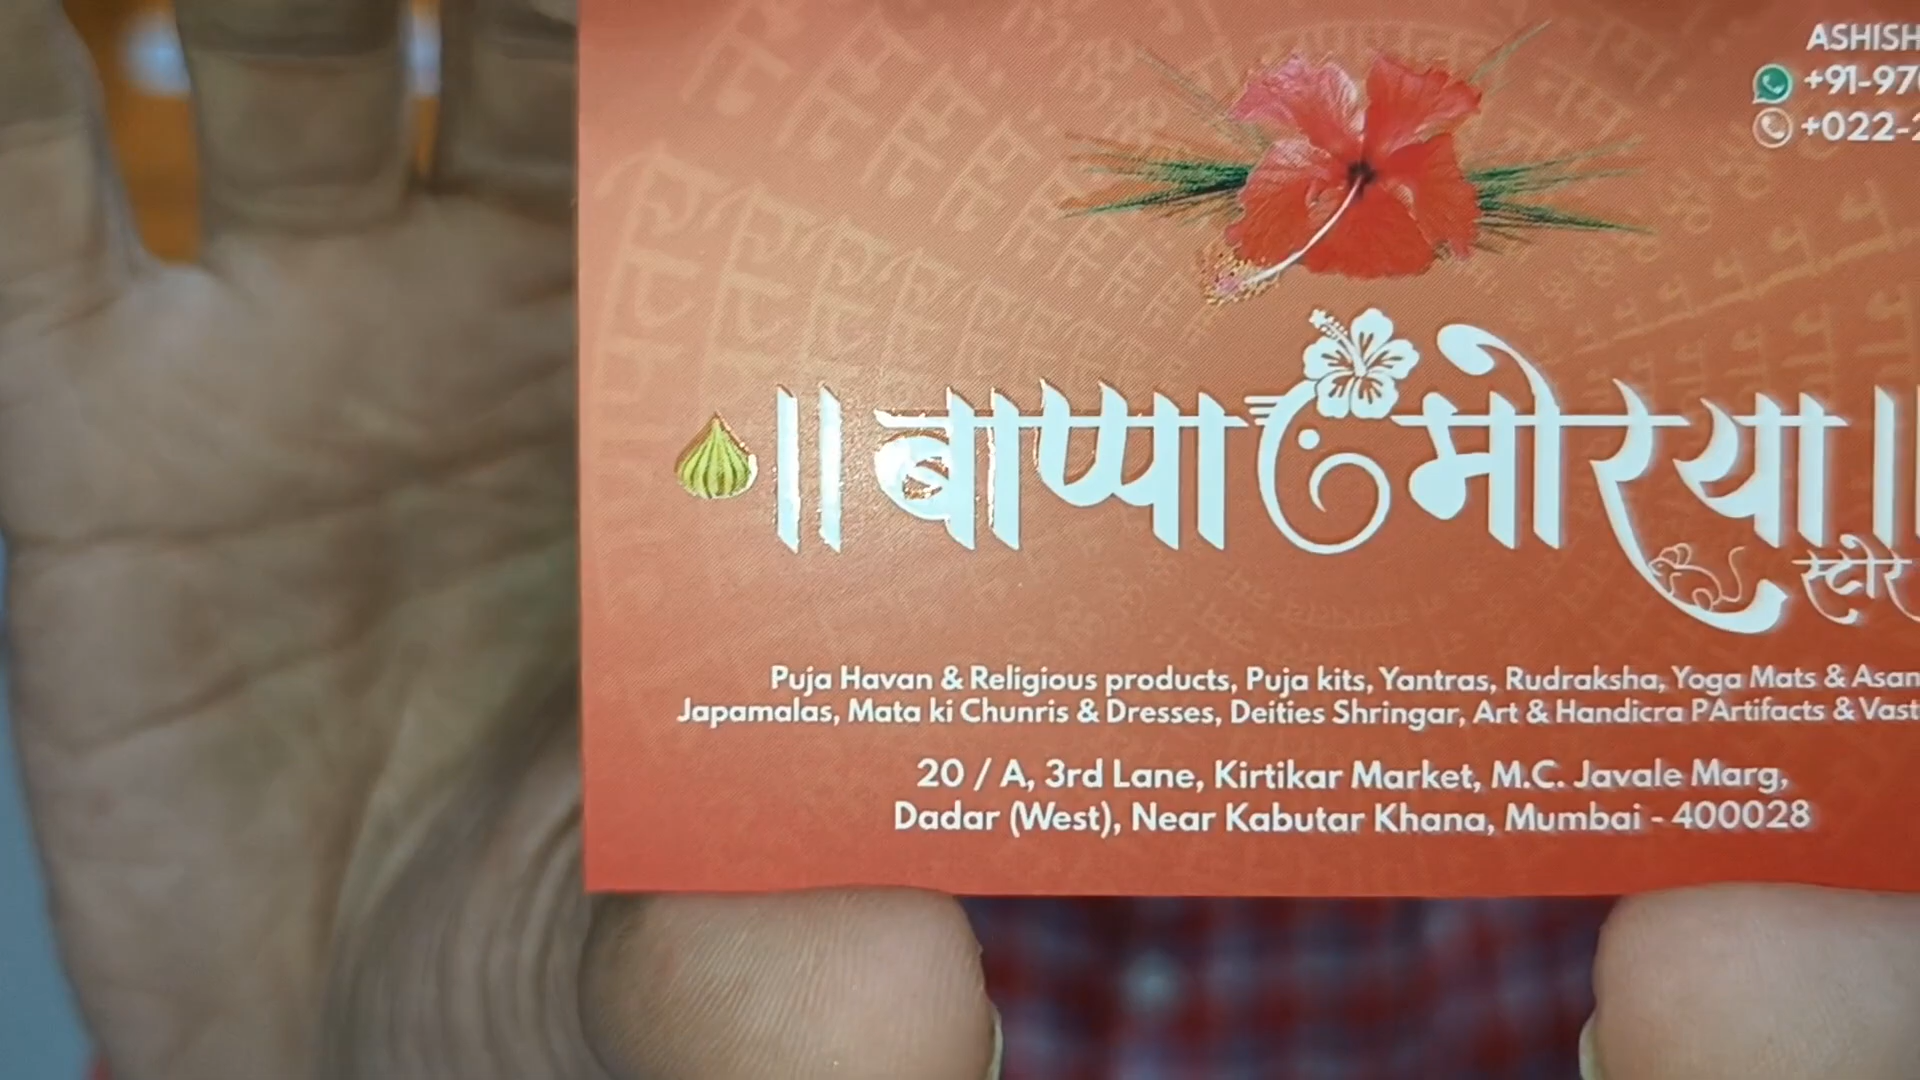 ASHISH
+91-97
+022-2
॥ बाप्पा मोरया ॥
स्टोर
Puja Havan & Religious products, Puja kits, Yantras, Rudraksha, Yoga Mats & Asan
Japamalas, Mata ki Chunris & Dresses, Deities Shringar, Art & Handicra PArtifacts & Vast
20 / A, 3rd Lane, Kirtikar Market, M.C. Javale Marg,
Dadar (West), Near Kabutar Khana, Mumbai - 400028